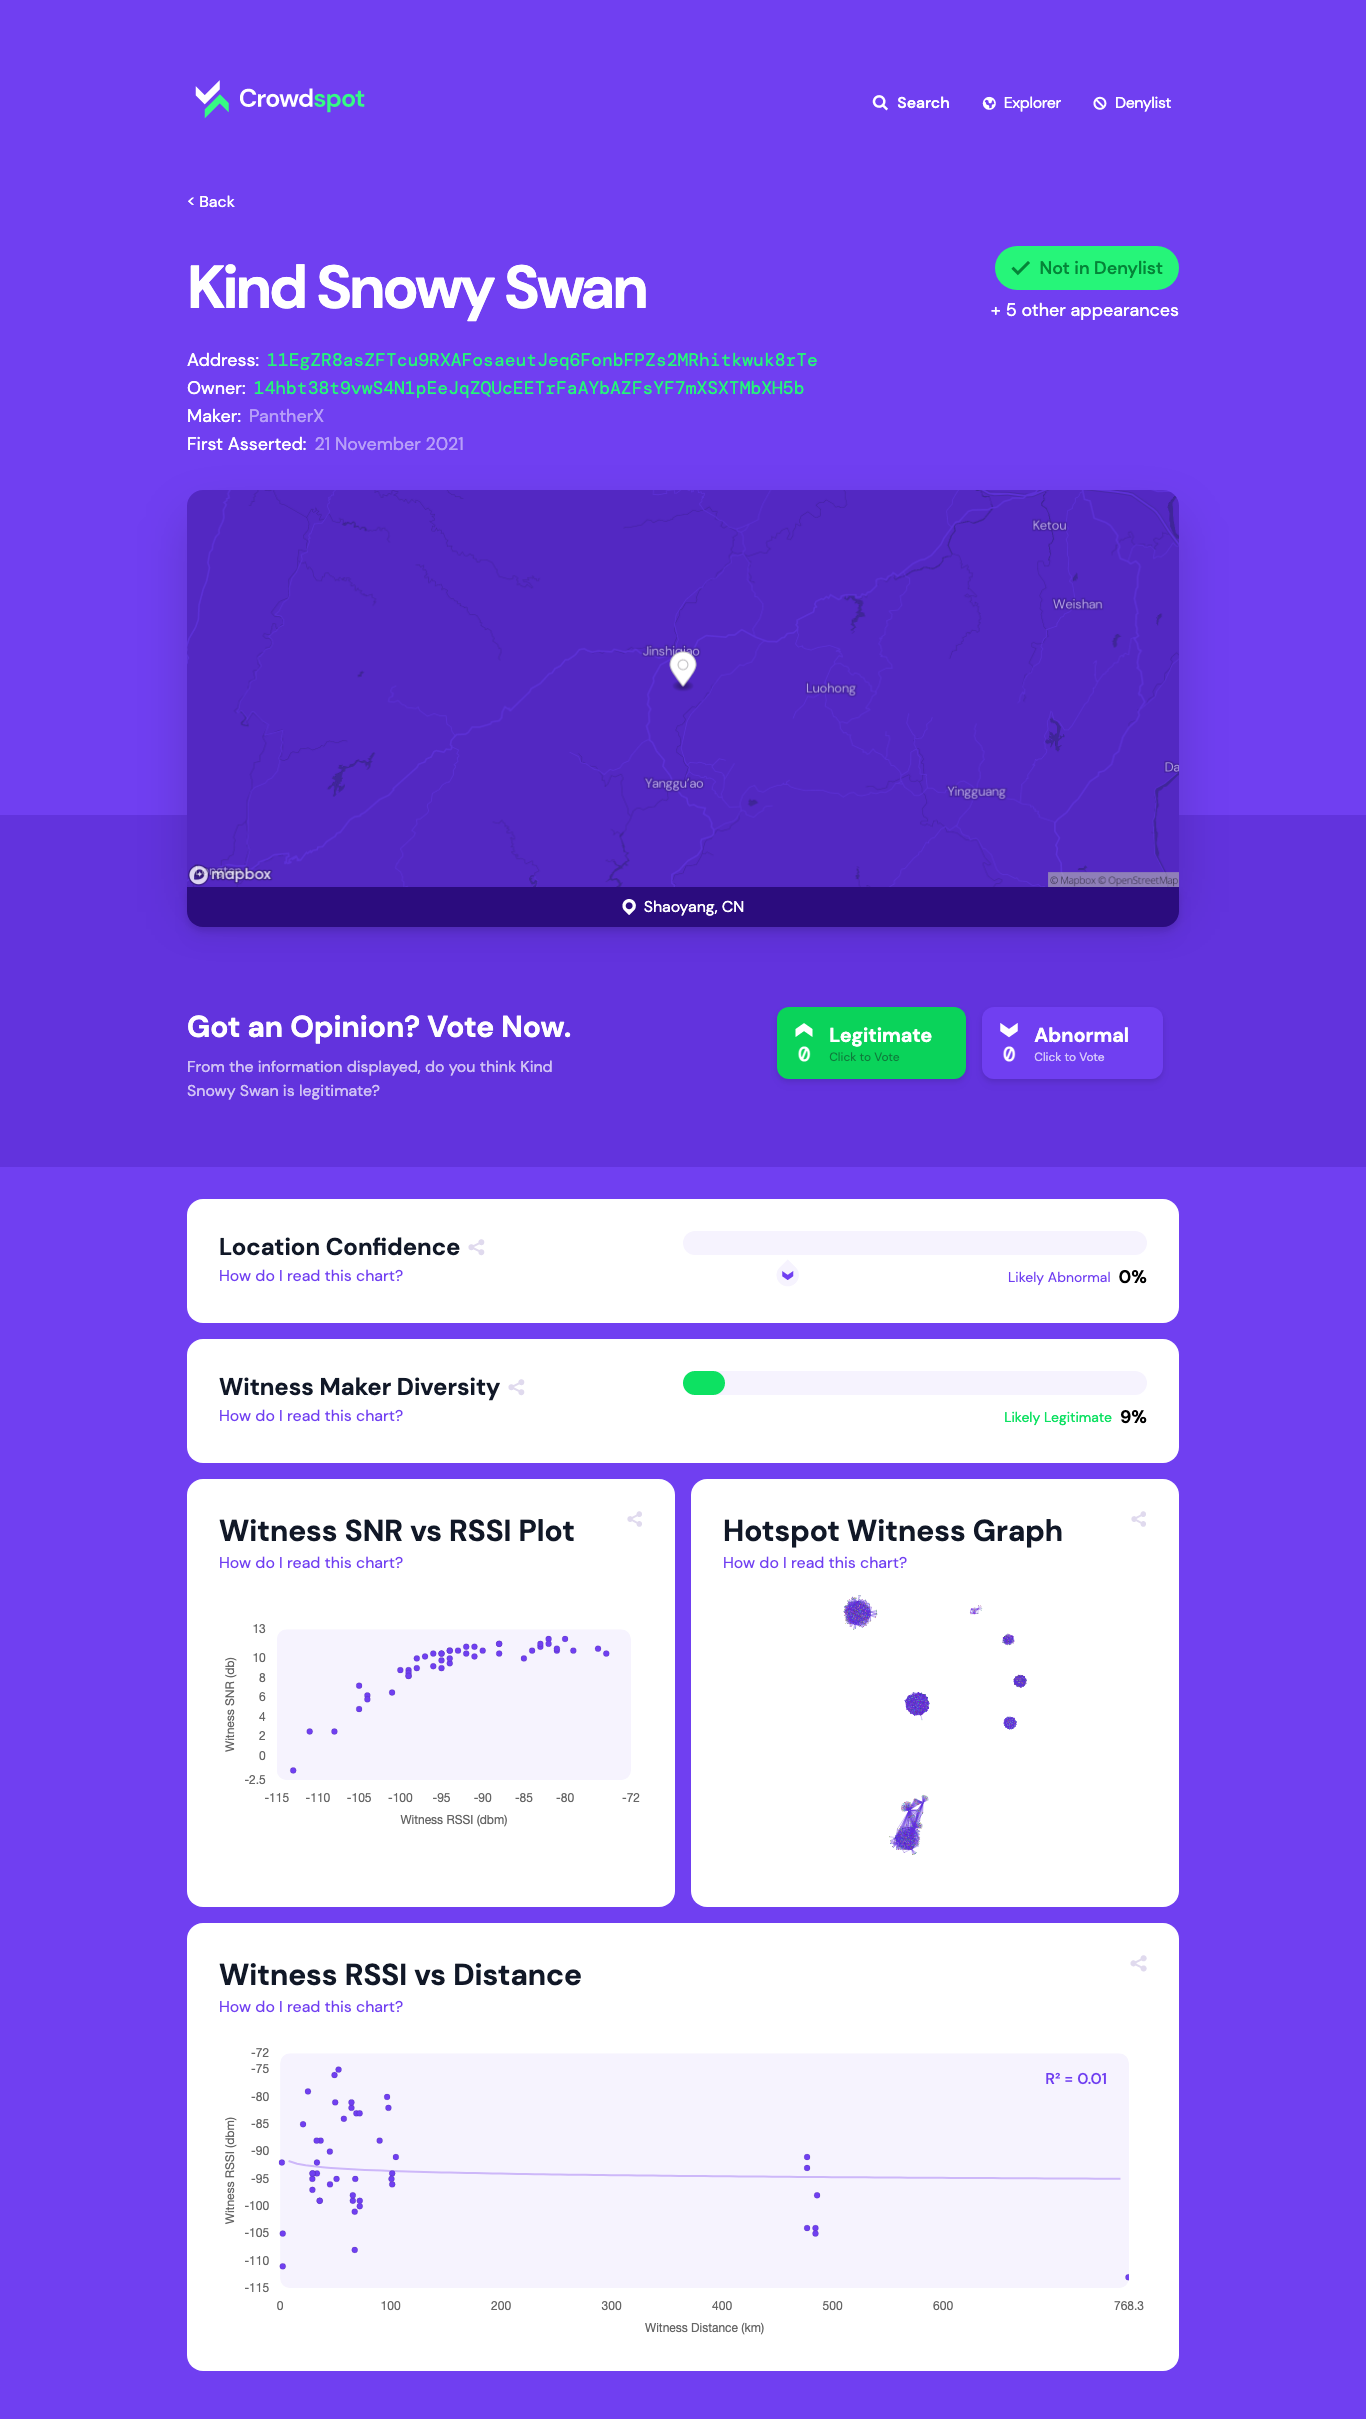 Crowdspot
Search
Explorer
Denylist
< Back
Kind Snowy Swan
Not in Denylist
+ 5 other appearances
Address: 11EgZR8asZFTcu9RXAFosaeutJeq6FonbFPZs2MRhitkwuk8rTe
Owner: 14hbt38t9vwS4N1pEeJqZQUcEETrFaAYbAZFsYF7mXSXTMbXH5b
Maker: PantherX
First Asserted: 21 November 2021
Ketou
Weishan
Jinshiqiao
Luohong
Yanggu'ao
Yingguang
Da
mapbox
© Mapbox © OpenStreetMap
Shaoyang, CN
Got an Opinion? Vote Now.
From the information displayed, do you think Kind
Snowy Swan is legitimate?
0
Legitimate
Click to Vote
0
Abnormal
Click to Vote
Location Confidence
How do I read this chart?
Likely Abnormal 0%
Witness Maker Diversity
How do I read this chart?
Likely Legitimate 9%
Witness SNR vs RSSI Plot
How do I read this chart?
13
10
8
6
4
2
0
-2.5
Witness SNR (db)
-115 -110 -105 -100 -95 -90 -85 -80 -72
Witness RSSI (dbm)
Hotspot Witness Graph
How do I read this chart?
Witness RSSI vs Distance
How do I read this chart?
R² = 0.01
-72
-75
-80
-85
-90
-95
-100
-105
-110
-115
Witness RSSI (dbm)
0 100 200 300 400 500 600 768.3
Witness Distance (km)